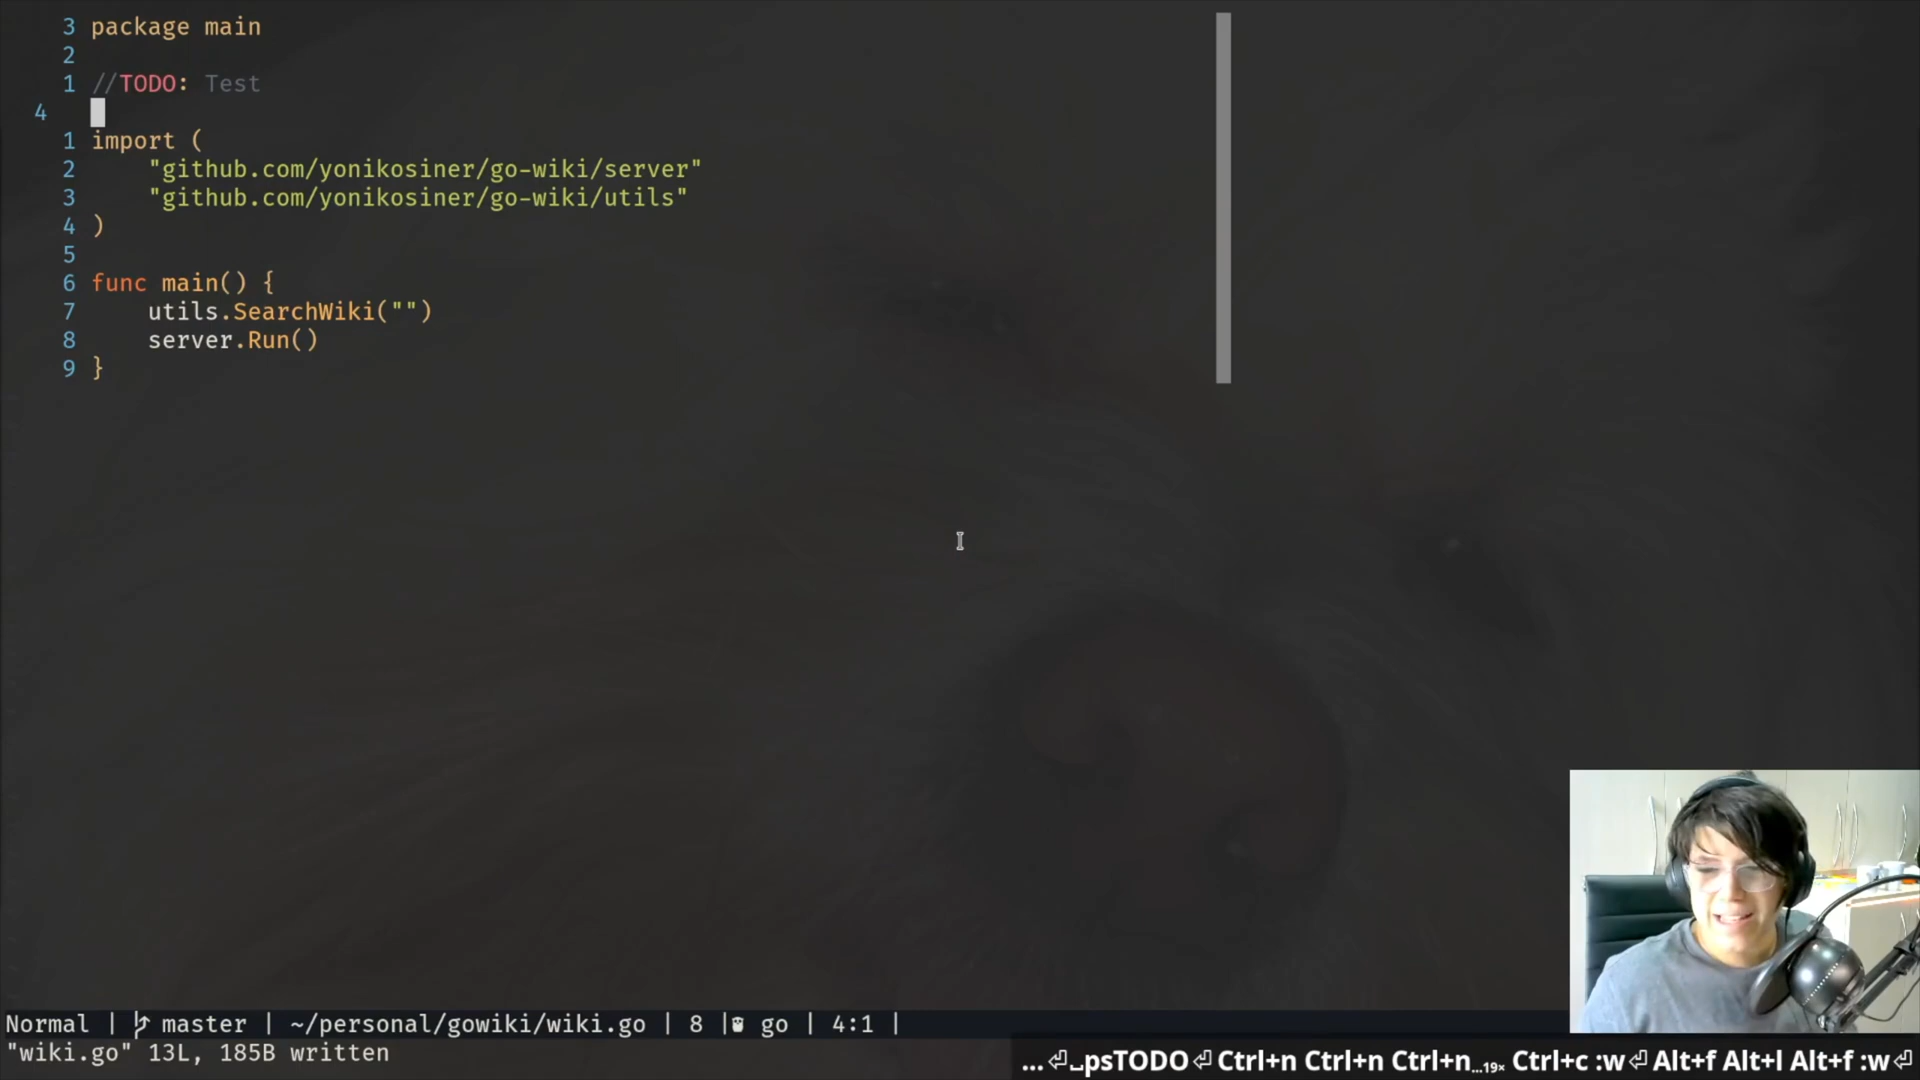 3 package main
2
1 //TODO: Test
4
1 import (
2 "github.com/yonikosiner/go-wiki/server"
3 "github.com/yonikosiner/go-wiki/utils"
4 )
5
6 func main() {
7 utils.SearchWiki("")
8 server.Run()
9 }
Normal | master | ~/personal/gowiki/wiki.go | 8 | go | 4:1 |
"wiki.go" 13L, 185B written
...⏎␣psTODO⏎ Ctrl+n Ctrl+n Ctrl+n...19× Ctrl+c :w⏎ Alt+f Alt+l Alt+f :w⏎